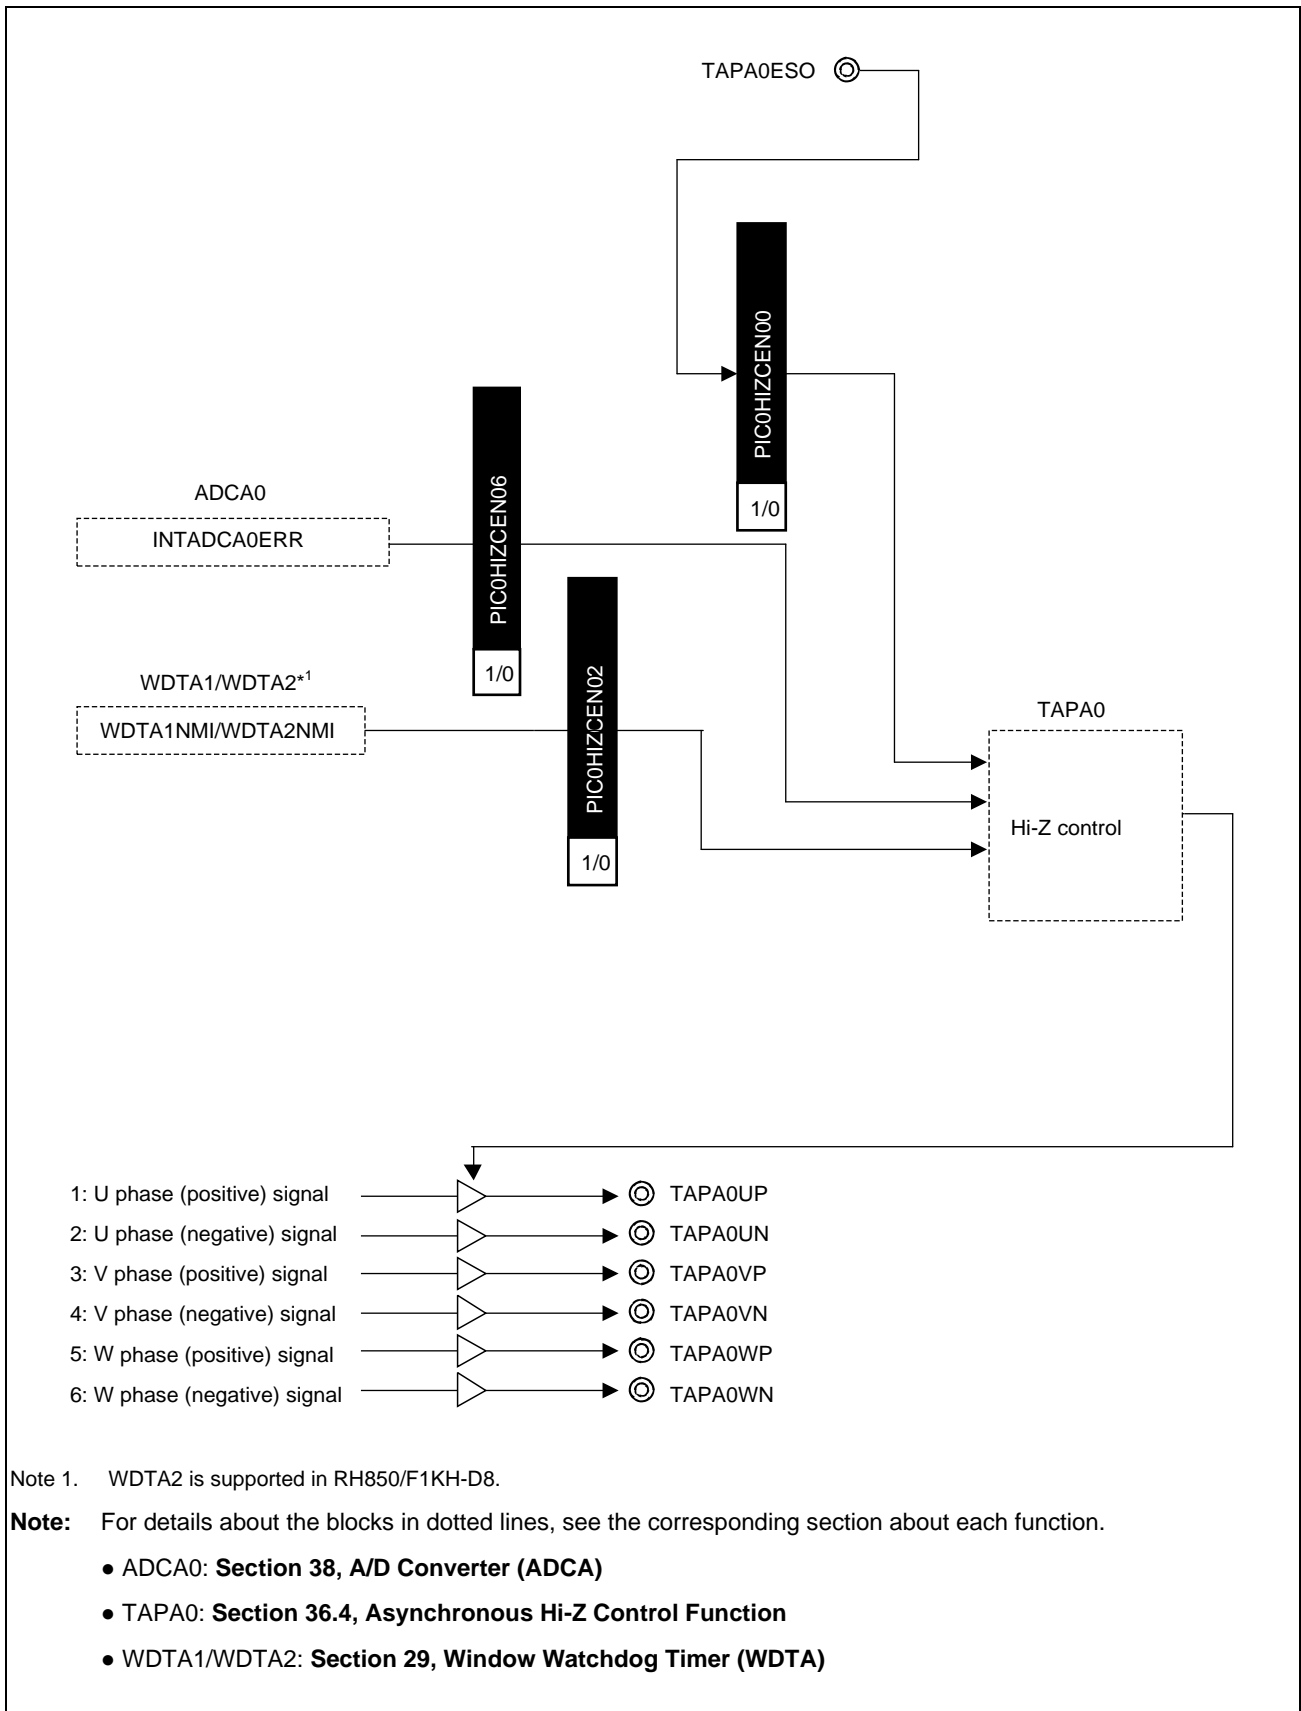 TAPA0ESO
PIC0HIZCEN00
1/0
ADCA0
INTADCA0ERR
PIC0HIZCEN06
1/0
WDTA1/WDTA2*1
WDTA1NMI/WDTA2NMI
PIC0HIZCEN02
1/0
TAPA0
Hi-Z control
1: U phase (positive) signal
TAPA0UP
2: U phase (negative) signal
TAPA0UN
3: V phase (positive) signal
TAPA0VP
4: V phase (negative) signal
TAPA0VN
5: W phase (positive) signal
TAPA0WP
6: W phase (negative) signal
TAPA0WN
Note 1. WDTA2 is supported in RH850/F1KH-D8.
Note: For details about the blocks in dotted lines, see the corresponding section about each function.
● ADCA0: Section 38, A/D Converter (ADCA)
● TAPA0: Section 36.4, Asynchronous Hi-Z Control Function
● WDTA1/WDTA2: Section 29, Window Watchdog Timer (WDTA)